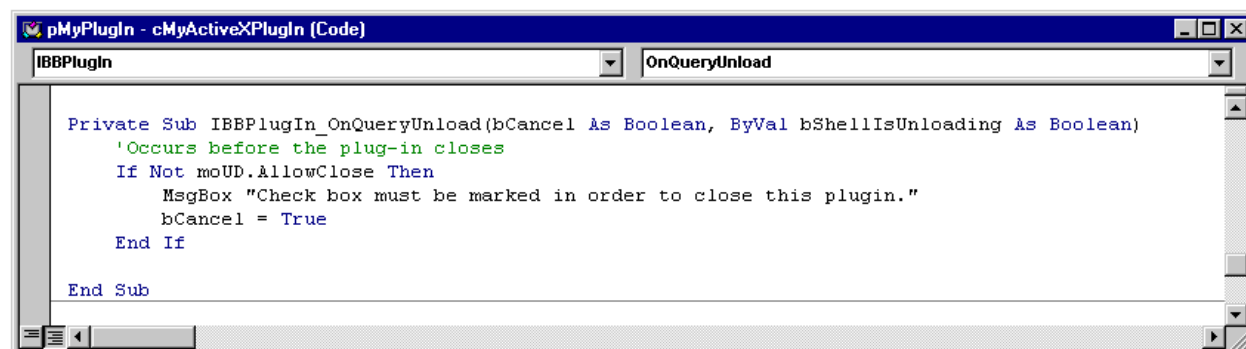 pMyPlugIn - cMyActiveXPlugIn (Code)
IBBPlugIn OnQueryUnload
Private Sub IBBPlugIn_OnQueryUnload(bCancel As Boolean, ByVal bShellIsUnloading As Boolean)
'Occurs before the plug-in closes
If Not moUD.AllowClose Then
MsgBox "Check box must be marked in order to close this plugin."
bCancel = True
End If
End Sub